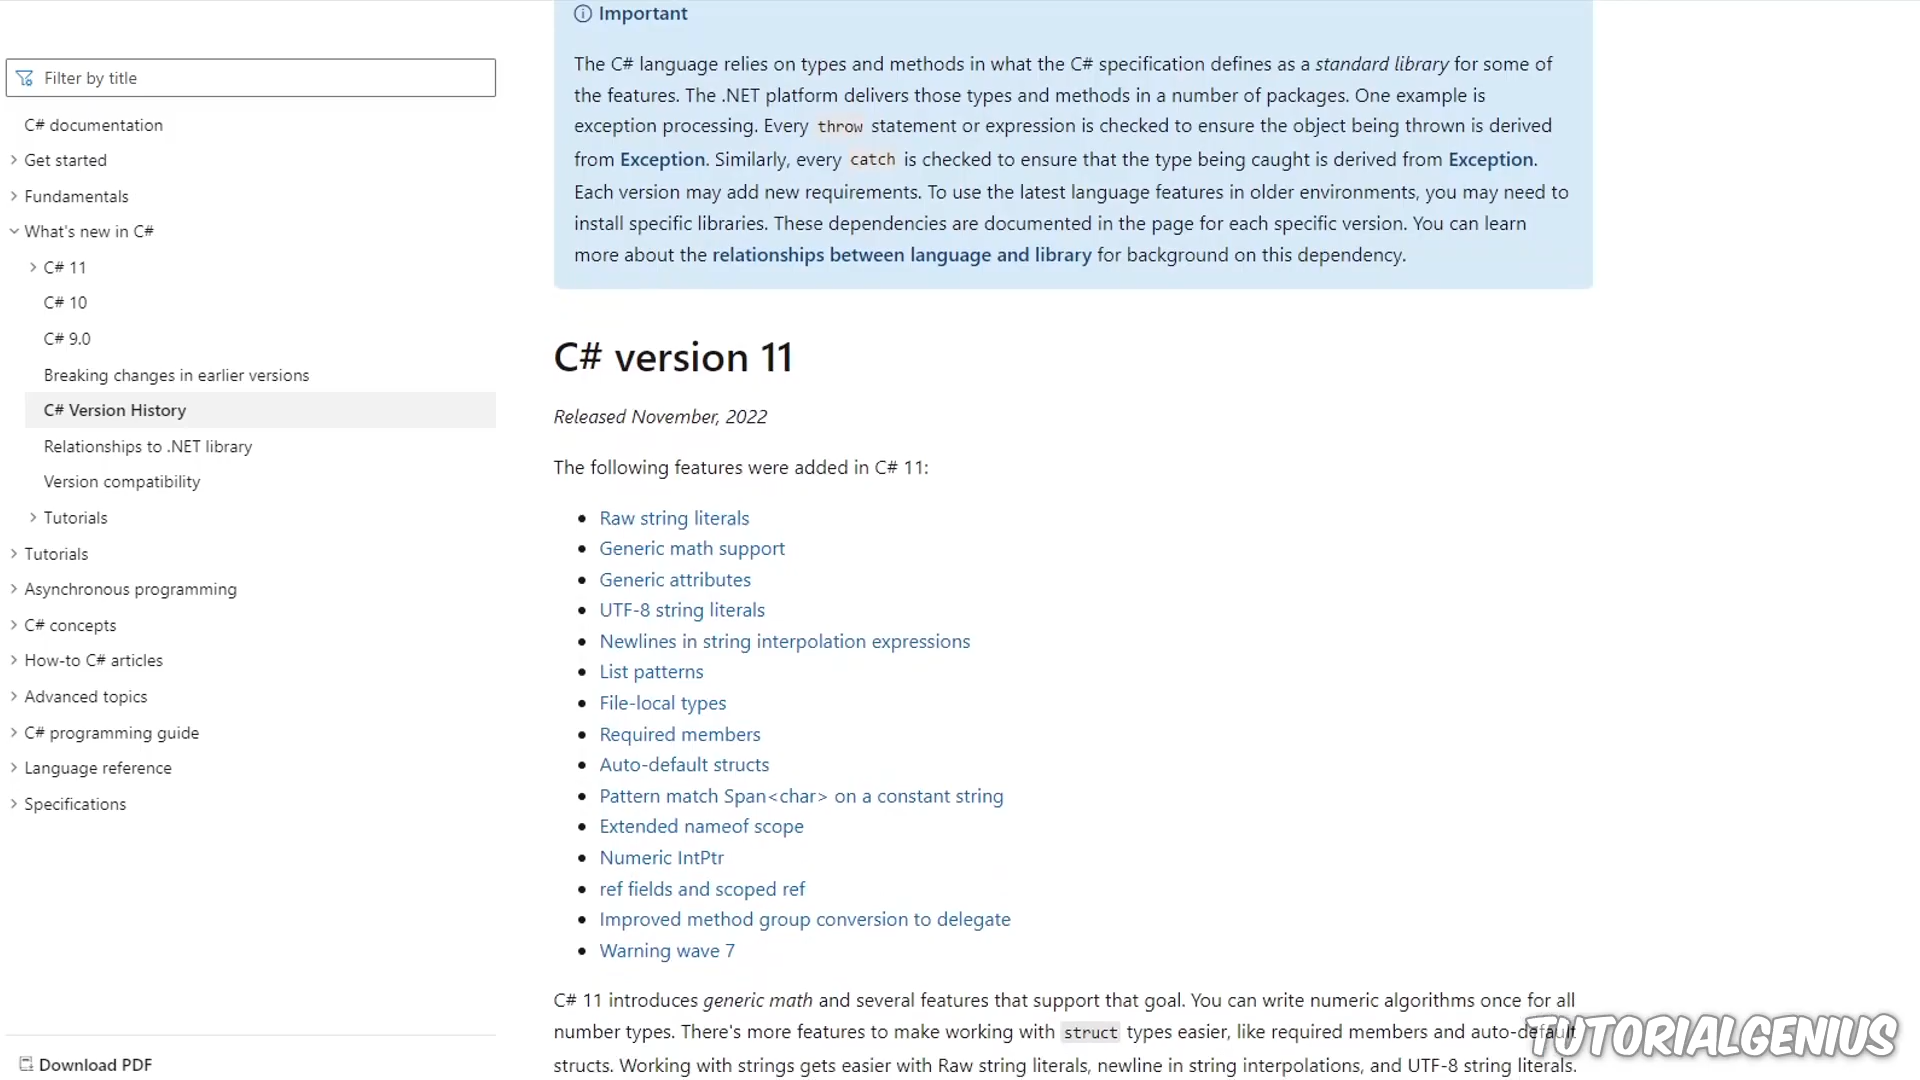 Filter by title
C# documentation
Get started
Fundamentals
What's new in C#
C# 11
C# 10
C# 9.0
Breaking changes in earlier versions
C# Version History
Relationships to .NET library
Version compatibility
Tutorials
Tutorials
Asynchronous programming
C# concepts
How-to C# articles
Advanced topics
C# programming guide
Language reference
Specifications
Download PDF
Important
The C# language relies on types and methods in what the C# specification defines as a standard library for some of
the features. The .NET platform delivers those types and methods in a number of packages. One example is
exception processing. Every throw statement or expression is checked to ensure the object being thrown is derived
from Exception. Similarly, every catch is checked to ensure that the type being caught is derived from Exception.
Each version may add new requirements. To use the latest language features in older environments, you may need to
install specific libraries. These dependencies are documented in the page for each specific version. You can learn
more about the relationships between language and library for background on this dependency.
C# version 11
Released November, 2022
The following features were added in C# 11:
Raw string literals
Generic math support
Generic attributes
UTF-8 string literals
Newlines in string interpolation expressions
List patterns
File-local types
Required members
Auto-default structs
Pattern match Span<char> on a constant string
Extended nameof scope
Numeric IntPtr
ref fields and scoped ref
Improved method group conversion to delegate
Warning wave 7
C# 11 introduces generic math and several features that support that goal. You can write numeric algorithms once for all
number types. There's more features to make working with struct types easier, like required members and auto-default
structs. Working with strings gets easier with Raw string literals, newline in string interpolations, and UTF-8 string literals.
TUTORIALGENIUS